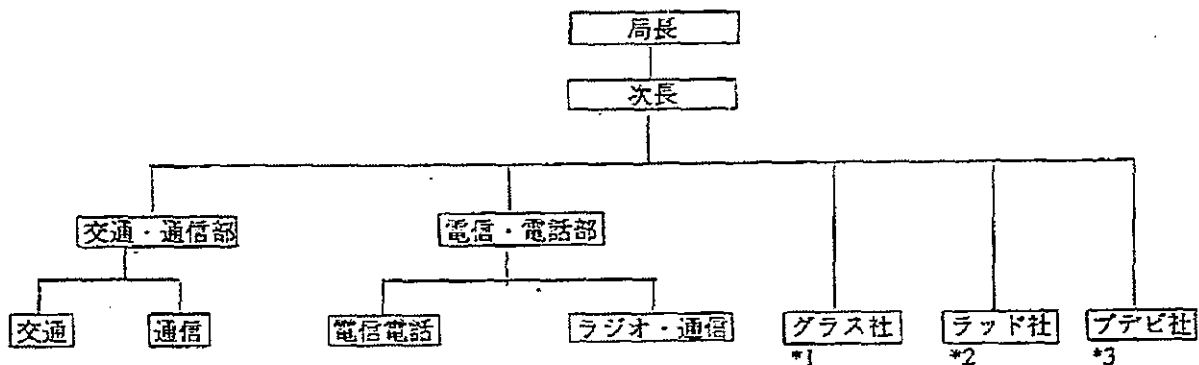 局長
次長
交通・通信部
電信・電話部
交通
通信
電信電話
ラジオ・通信
グラス社
ラッド社
プデビ社
*1
*2
*3